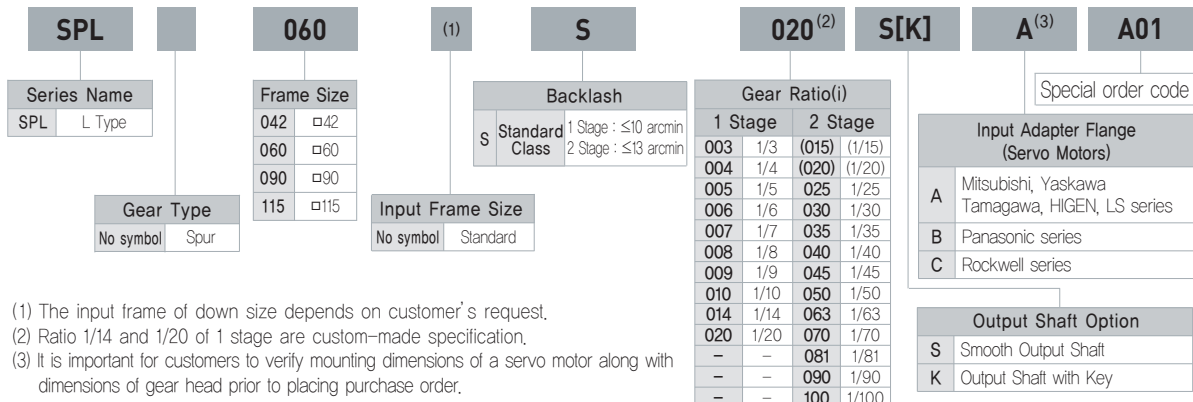 SPL 060 (1) S 020(2) S[K] A(3) A01
Series Name
SPL L Type
Gear Type
No symbol Spur
Frame Size
042 □42
060 □60
090 □90
115 □115
Input Frame Size
No symbol Standard
Backlash
S Standard Class 1 Stage : ≤10 arcmin
2 Stage : ≤13 arcmin
Gear Ratio(i)
1 Stage 2 Stage
003 1/3 (015) (1/15)
004 1/4 (020) (1/20)
005 1/5 025 1/25
006 1/6 030 1/30
007 1/7 035 1/35
008 1/8 040 1/40
009 1/9 045 1/45
010 1/10 050 1/50
014 1/14 063 1/63
020 1/20 070 1/70
– – 081 1/81
– – 090 1/90
– – 100 1/100
Special order code
Input Adapter Flange
(Servo Motors)
A Mitsubishi, Yaskawa
Tamagawa, HIGEN, LS series
B Panasonic series
C Rockwell series
Output Shaft Option
S Smooth Output Shaft
K Output Shaft with Key
(1) The input frame of down size depends on customer's request.
(2) Ratio 1/14 and 1/20 of 1 stage are custom-made specification.
(3) It is important for customers to verify mounting dimensions of a servo motor along with
dimensions of gear head prior to placing purchase order.